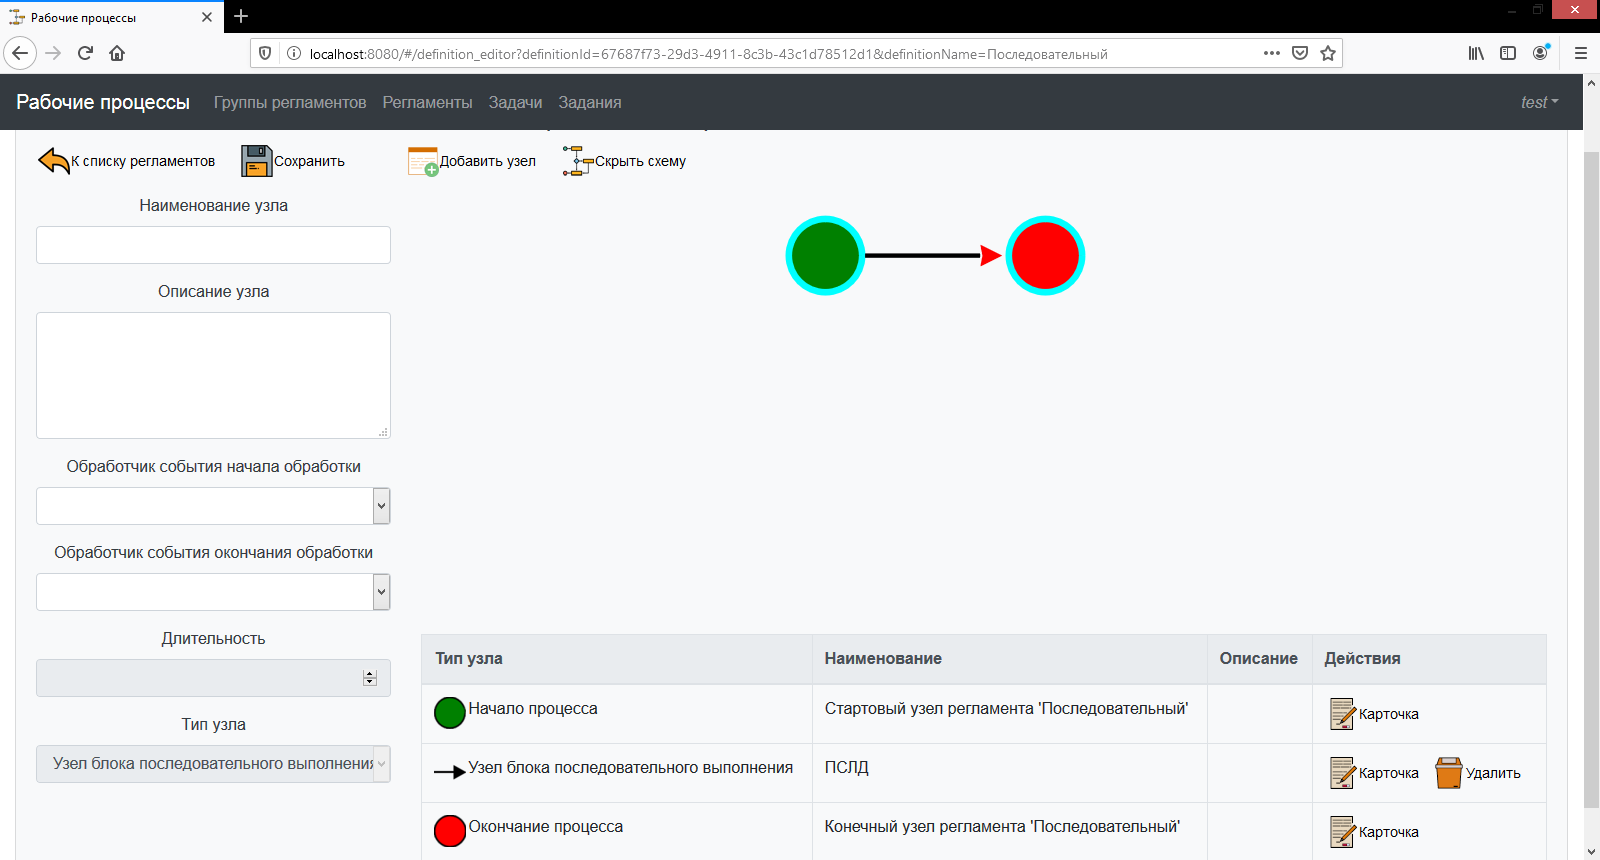 Рабочие процессы
localhost:8080/#/definition_editor?definitionId=67687f73-29d3-4911-8c3b-43c1d78512d1&definitionName=Последовательный
Рабочие процессы Группы регламентов Регламенты Задачи Задания test
К списку регламентов Сохранить Добавить узел Скрыть схему
Наименование узла
Описание узла
Обработчик события начала обработки
Обработчик события окончания обработки
Длительность
Тип узла
Узел блока последовательного выполнения
Тип узла Наименование Описание Действия
Начало процесса Стартовый узел регламента 'Последовательный' Карточка
Узел блока последовательного выполнения ПСЛД Карточка Удалить
Окончание процесса Конечный узел регламента 'Последовательный' Карточка